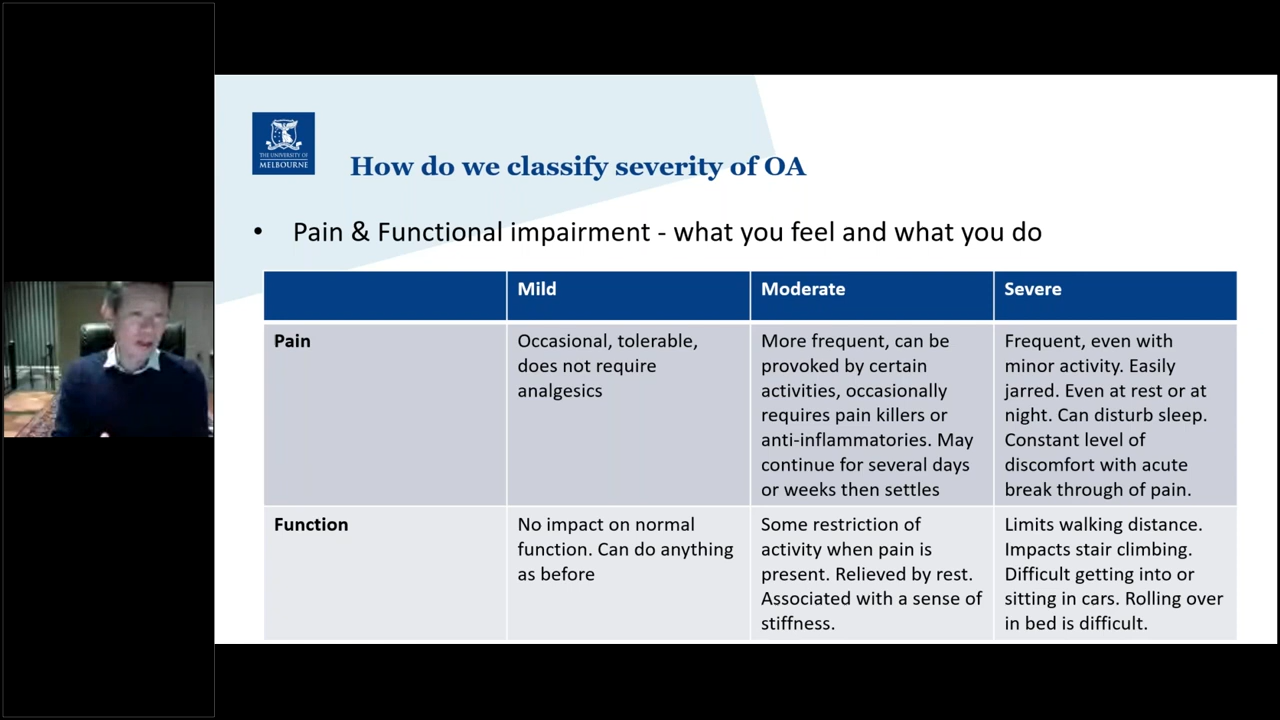 THE UNIVERSITY OF
MELBOURNE
How do we classify severity of OA
• Pain & Functional impairment - what you feel and what you do
Mild
Moderate
Severe
Pain
Occasional, tolerable,
does not require
analgesics
More frequent, can be
provoked by certain
activities, occasionally
requires pain killers or
anti-inflammatories. May
continue for several days
or weeks then settles
Frequent, even with
minor activity. Easily
jarred. Even at rest or at
night. Can disturb sleep.
Constant level of
discomfort with acute
break through of pain.
Function
No impact on normal
function. Can do anything
as before
Some restriction of
activity when pain is
present. Relieved by rest.
Associated with a sense of
stiffness.
Limits walking distance.
Impacts stair climbing.
Difficult getting into or
sitting in cars. Rolling over
in bed is difficult.